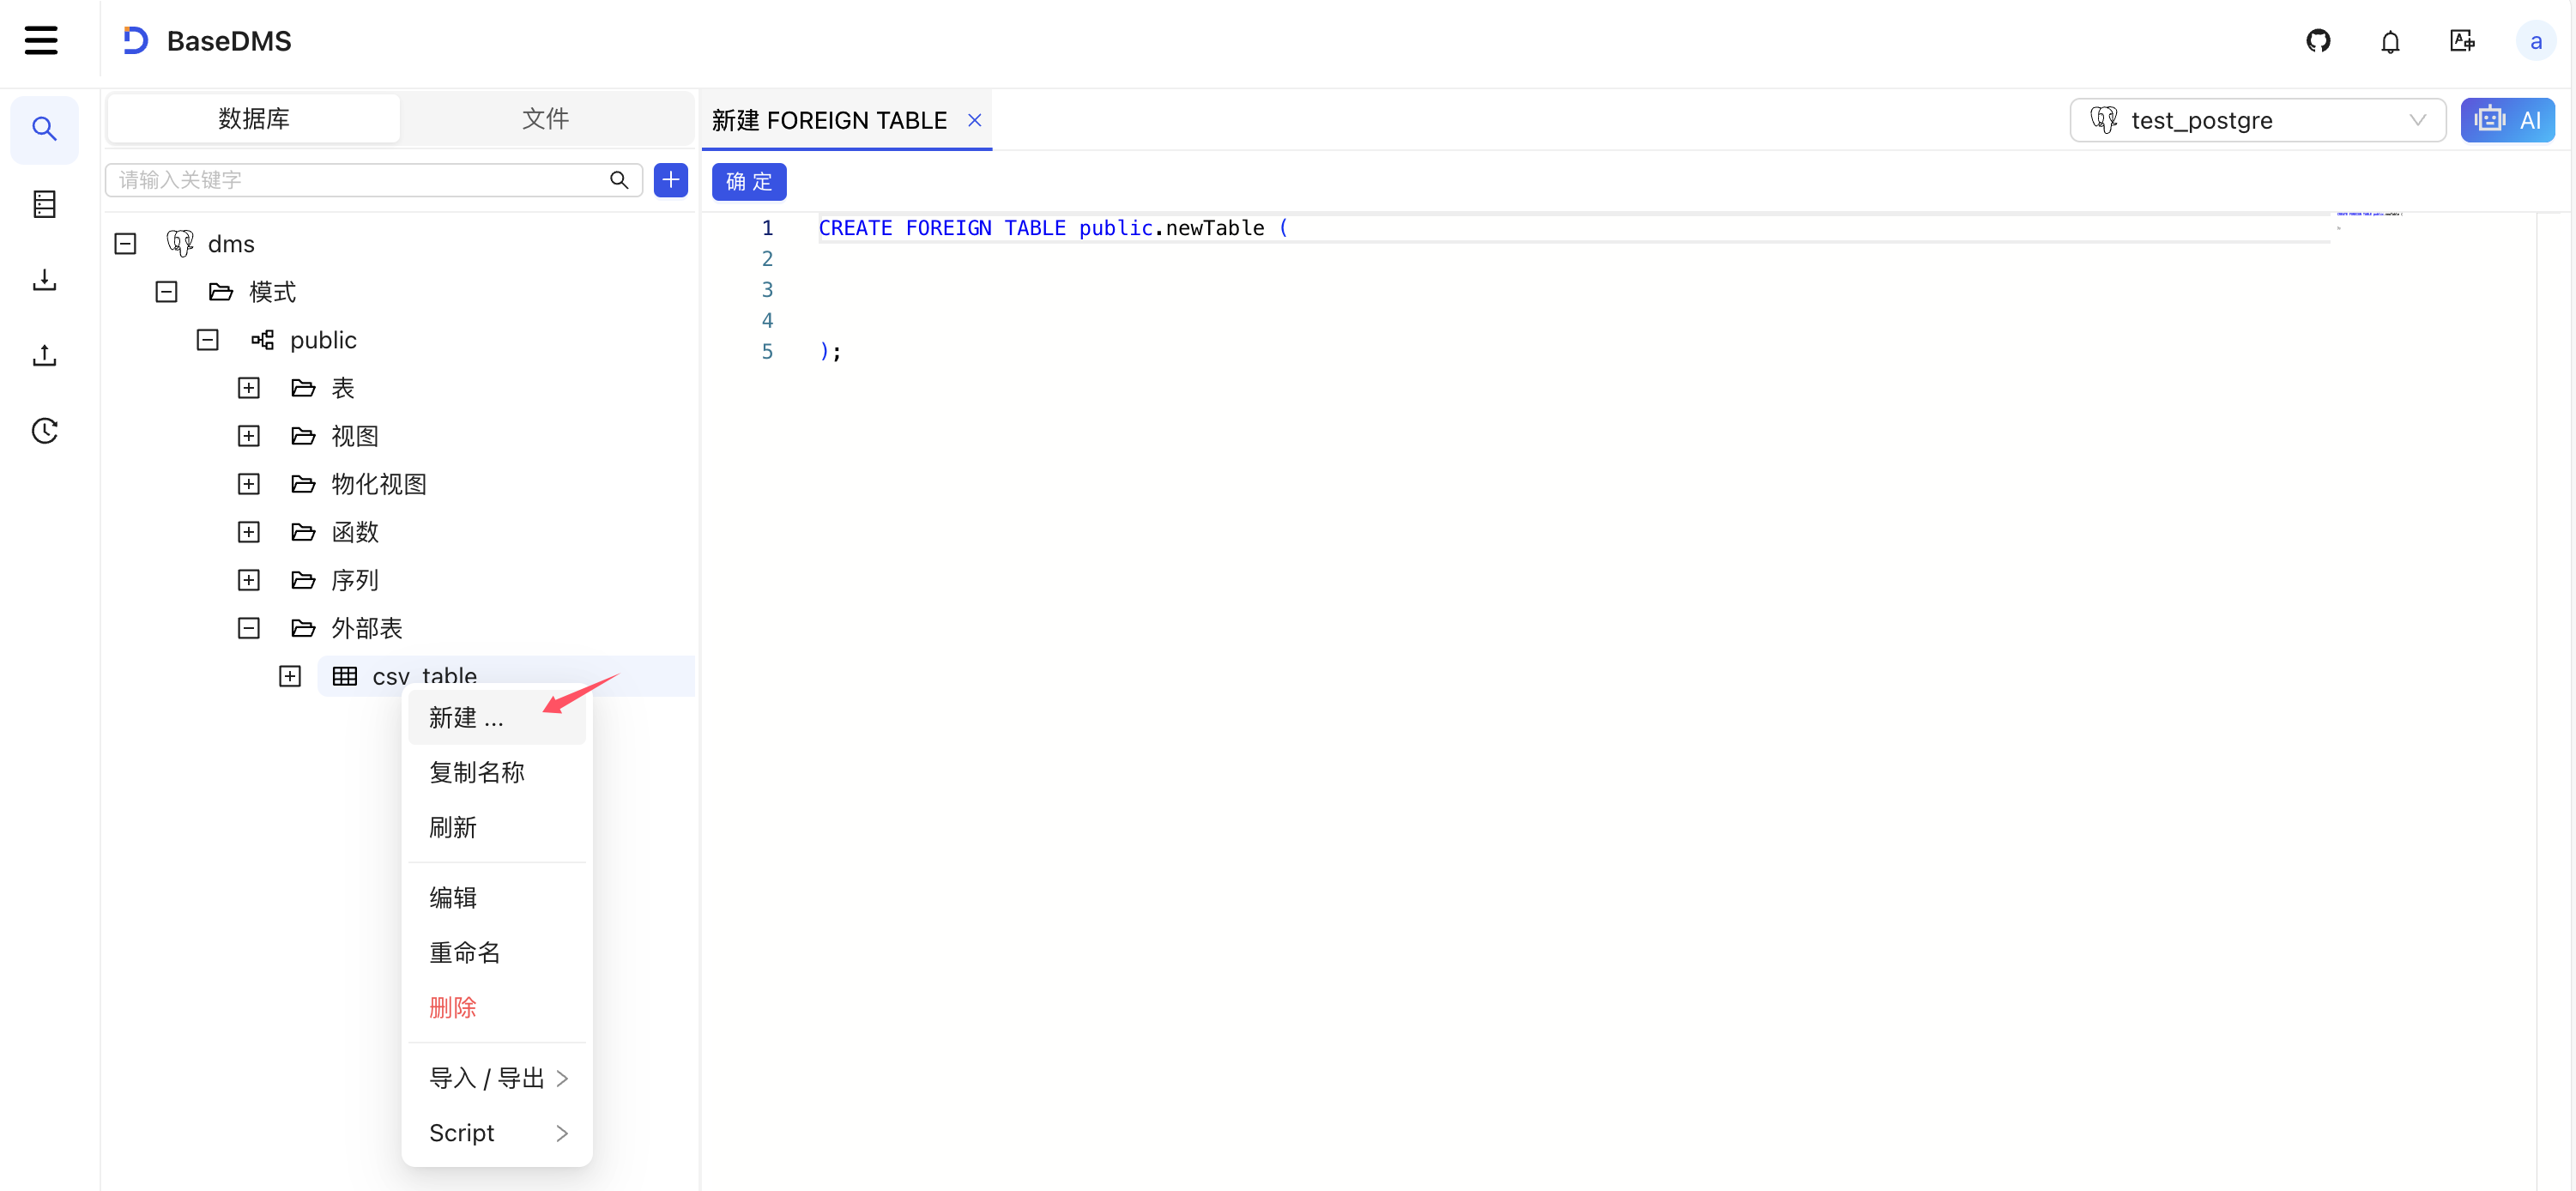 BaseDMS
a
数据库
文件
新建 FOREIGN TABLE
test_postgre
AI
请输入关键字
确 定
dms
模式
public
表
视图
物化视图
函数
序列
外部表
csv_table
新建 ...
复制名称
刷新
编辑
重命名
删除
导入 / 导出
Script
1 CREATE FOREIGN TABLE public.newTable (
2
3
4
5 );